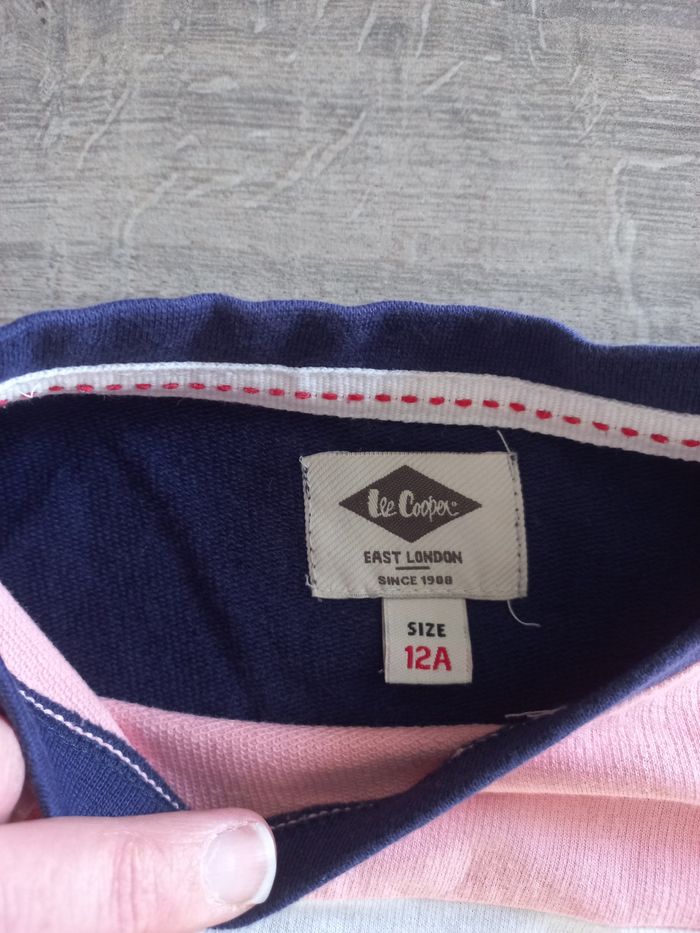 Lee Cooper
EAST LONDON
SINCE 1908
SIZE
12A